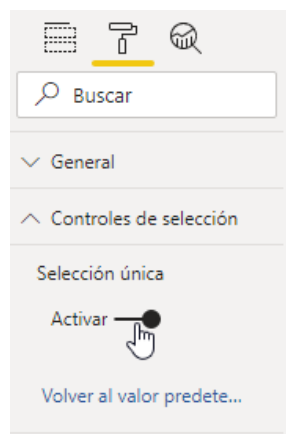 Buscar
General
Controles de selección
Selección única
Activar
Volver al valor predete...